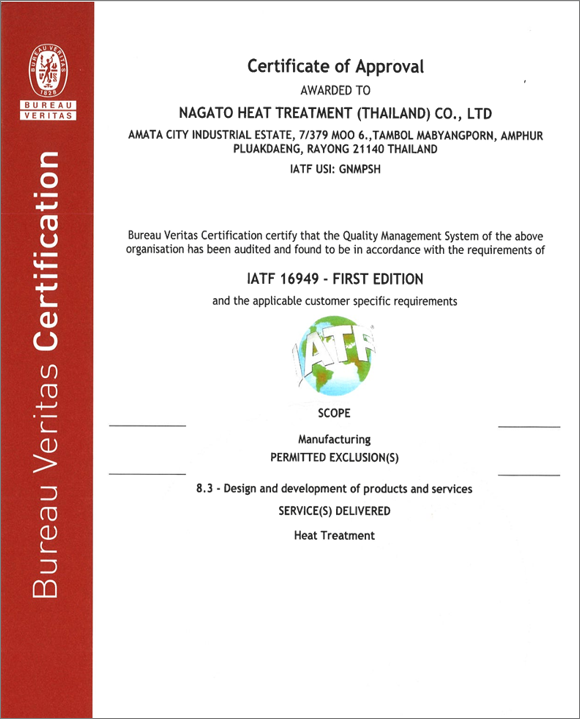 BUREAU VERITAS
1828
BUREAU
VERITAS
Bureau Veritas Certification
Certificate of Approval
AWARDED TO
NAGATO HEAT TREATMENT (THAILAND) CO., LTD
AMATA CITY INDUSTRIAL ESTATE, 7/379 MOO 6.,TAMBOL MABYANGPORN, AMPHUR
PLUAKDAENG, RAYONG 21140 THAILAND
IATF USI: GNMPSH
Bureau Veritas Certification certify that the Quality Management System of the above
organisation has been audited and found to be in accordance with the requirements of
IATF 16949 - FIRST EDITION
and the applicable customer specific requirements
IATF
SCOPE
Manufacturing
PERMITTED EXCLUSION(S)
8.3 - Design and development of products and services
SERVICE(S) DELIVERED
Heat Treatment